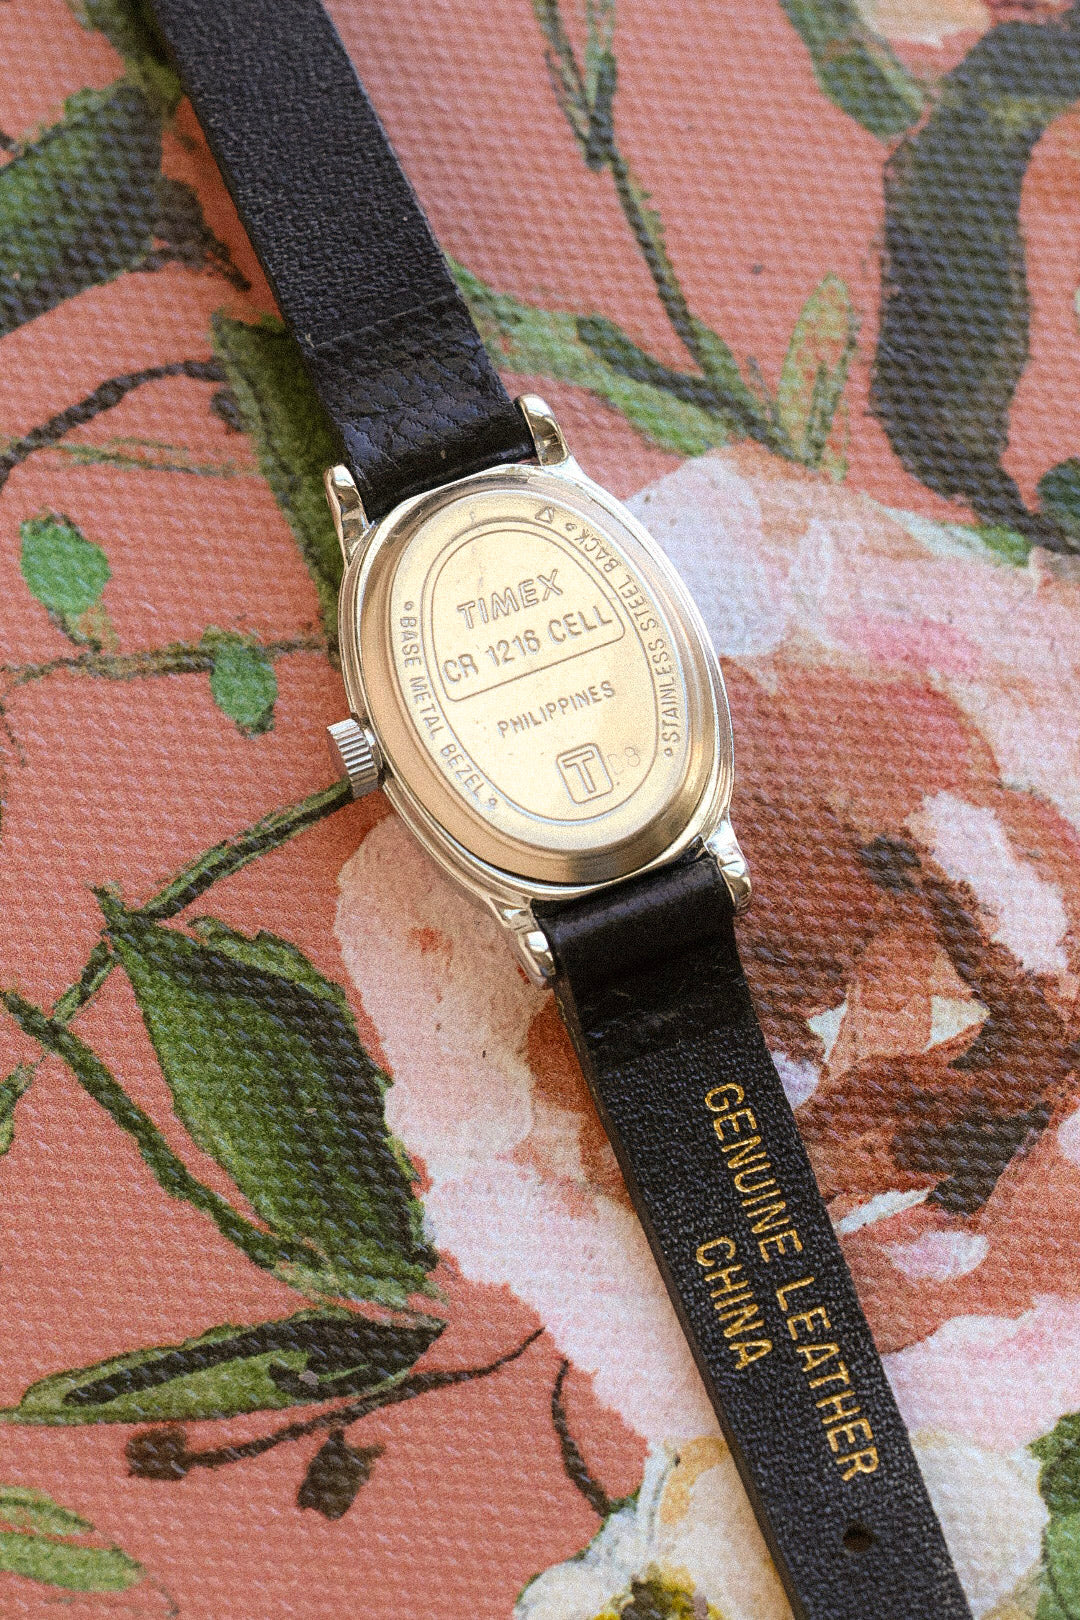 TIMEX
CR 1216 CELL
PHILIPPINES
T
BASE METAL BEZEL
STAINLESS STEEL BACK
GENUINE LEATHER
CHINA